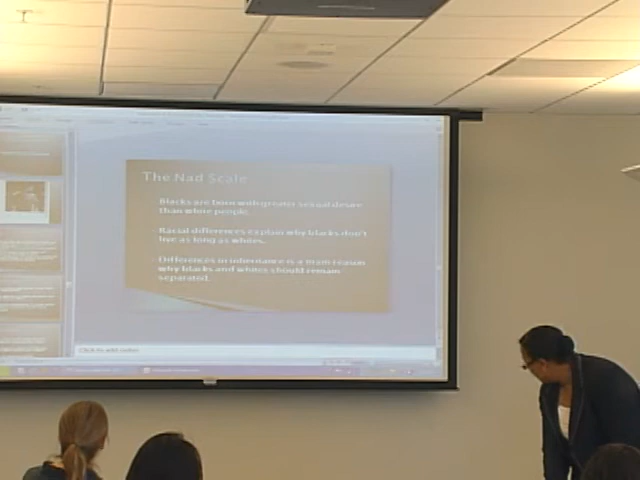 The Nad Scale
Blacks are born with greater sexual desire
than white people.
Racial differences explain why blacks don't
live as long as whites.
Differences in inheritance is a main reason
why blacks and whites should remain
separated.
Click to add notes